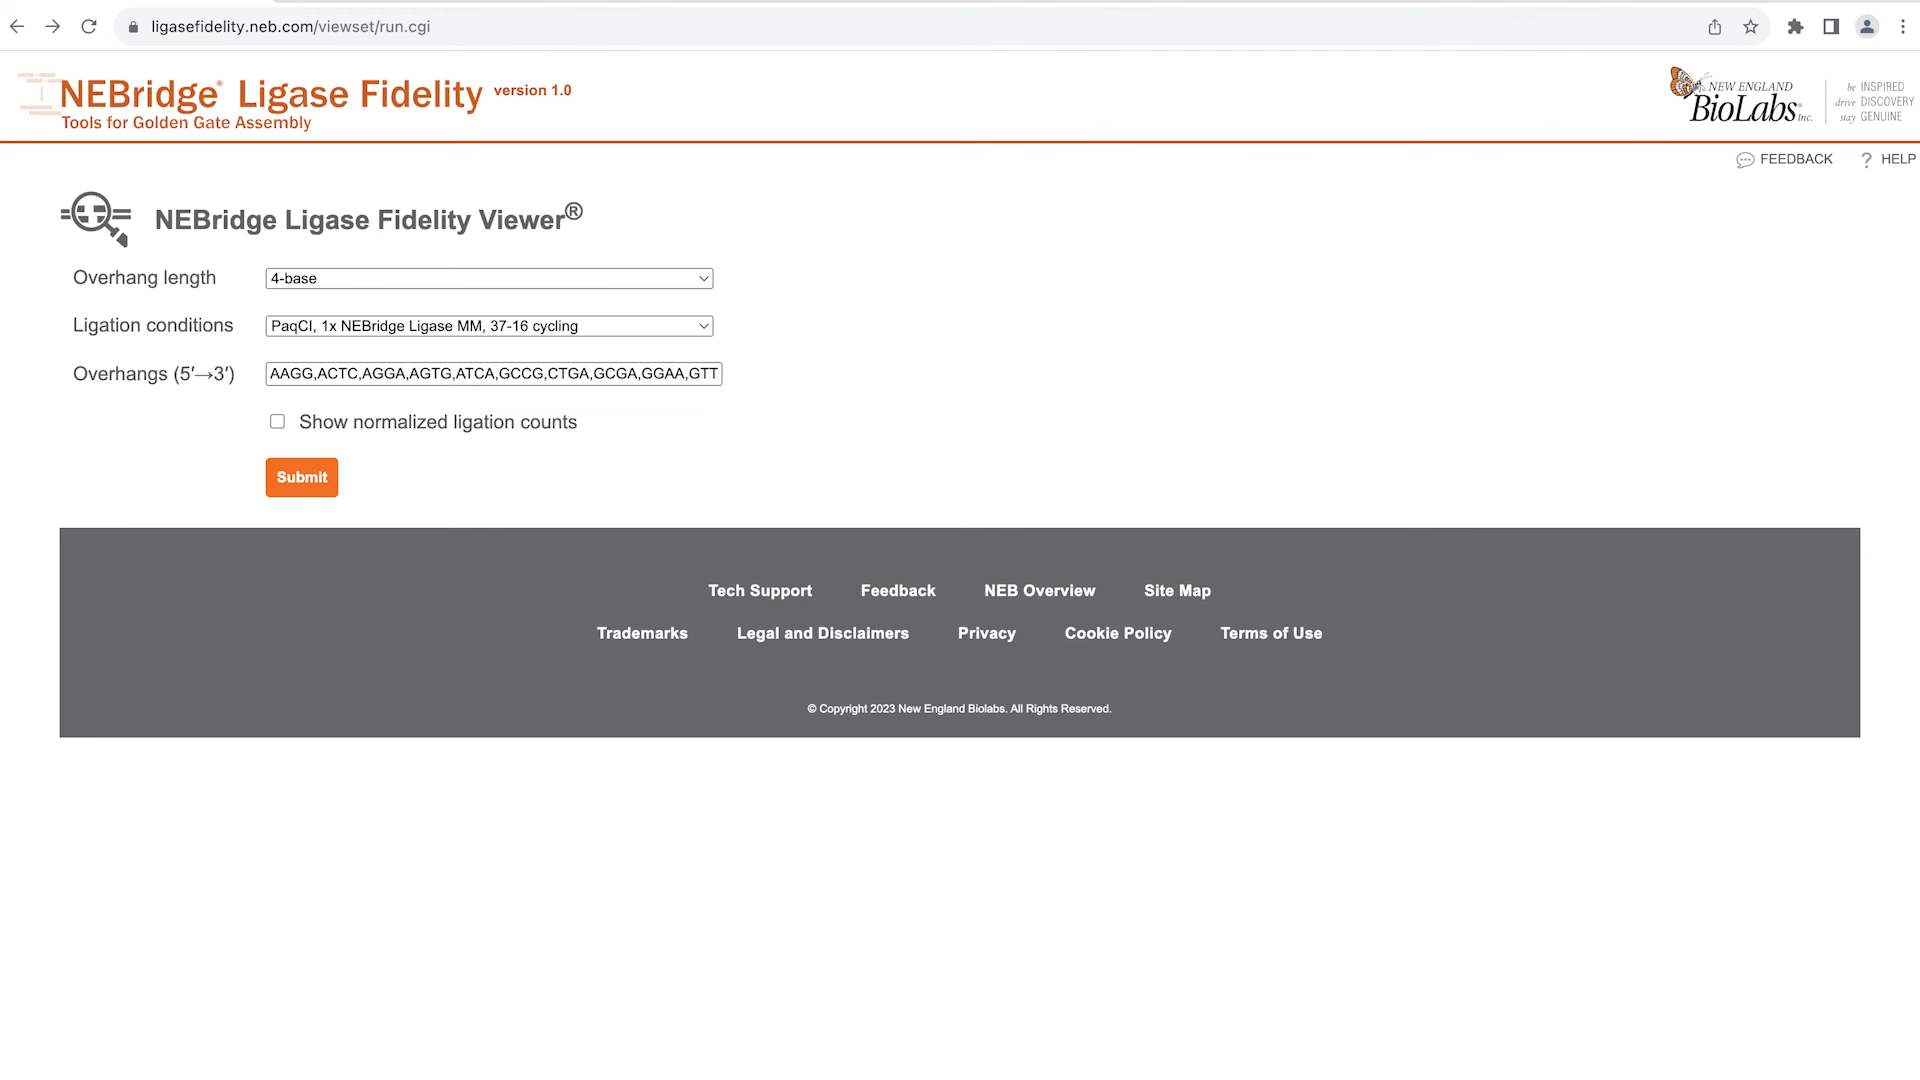 ligasefidelity.neb.com/viewset/run.cgi
NEBridge® Ligase Fidelity version 1.0
Tools for Golden Gate Assembly
NEW ENGLAND
BioLabs® Inc.
be INSPIRED
drive DISCOVERY
stay GENUINE
FEEDBACK ? HELP
NEBridge Ligase Fidelity Viewer®
Overhang length 4-base
Ligation conditions PaqCI, 1x NEBridge Ligase MM, 37-16 cycling
Overhangs (5′→3′) AAGG,ACTC,AGGA,AGTG,ATCA,GCCG,CTGA,GCGA,GGAA,GTT
Show normalized ligation counts
Submit
Tech Support Feedback NEB Overview Site Map
Trademarks Legal and Disclaimers Privacy Cookie Policy Terms of Use
© Copyright 2023 New England Biolabs. All Rights Reserved.